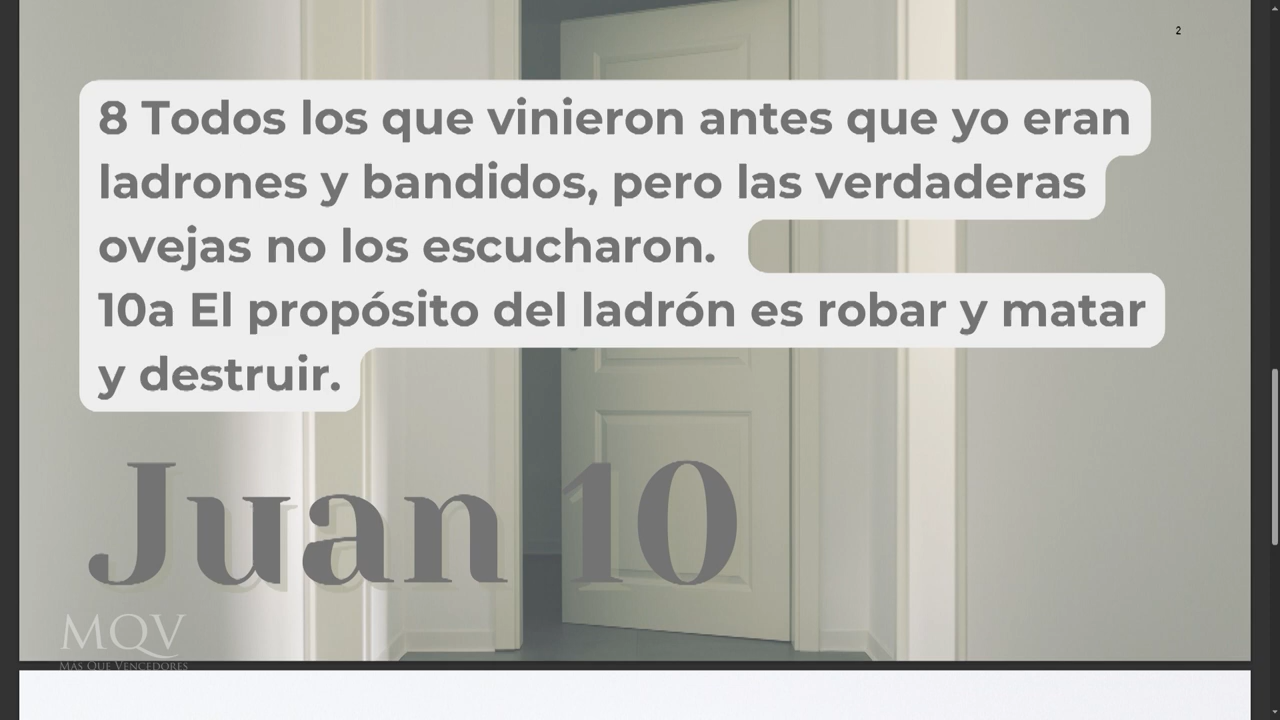 2
8 Todos los que vinieron antes que yo eran
ladrones y bandidos, pero las verdaderas
ovejas no los escucharon.
10a El propósito del ladrón es robar y matar
y destruir.
Juan 10
MQV
MÁS QUE VENCEDORES